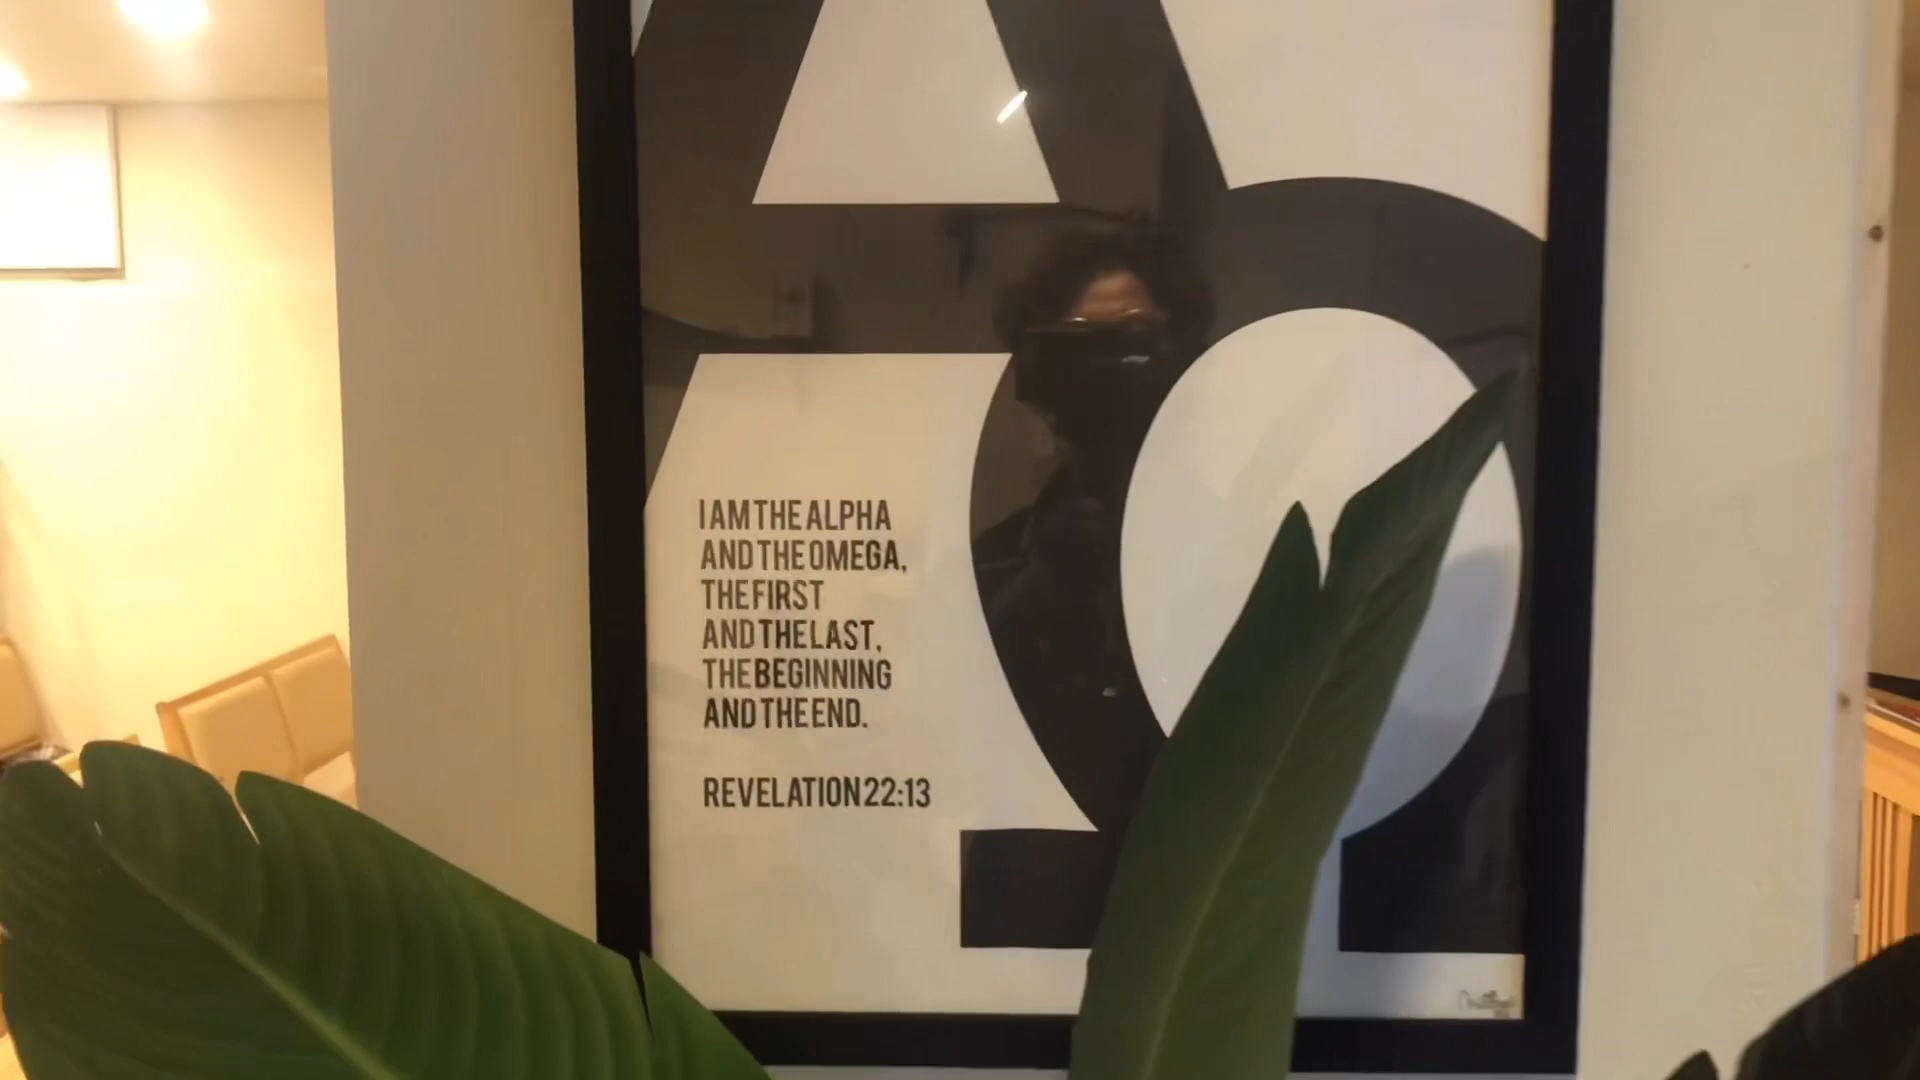 ΑΩ
I AM THE ALPHA
AND THE OMEGA,
THE FIRST
AND THE LAST,
THE BEGINNING
AND THE END.
REVELATION 22:13